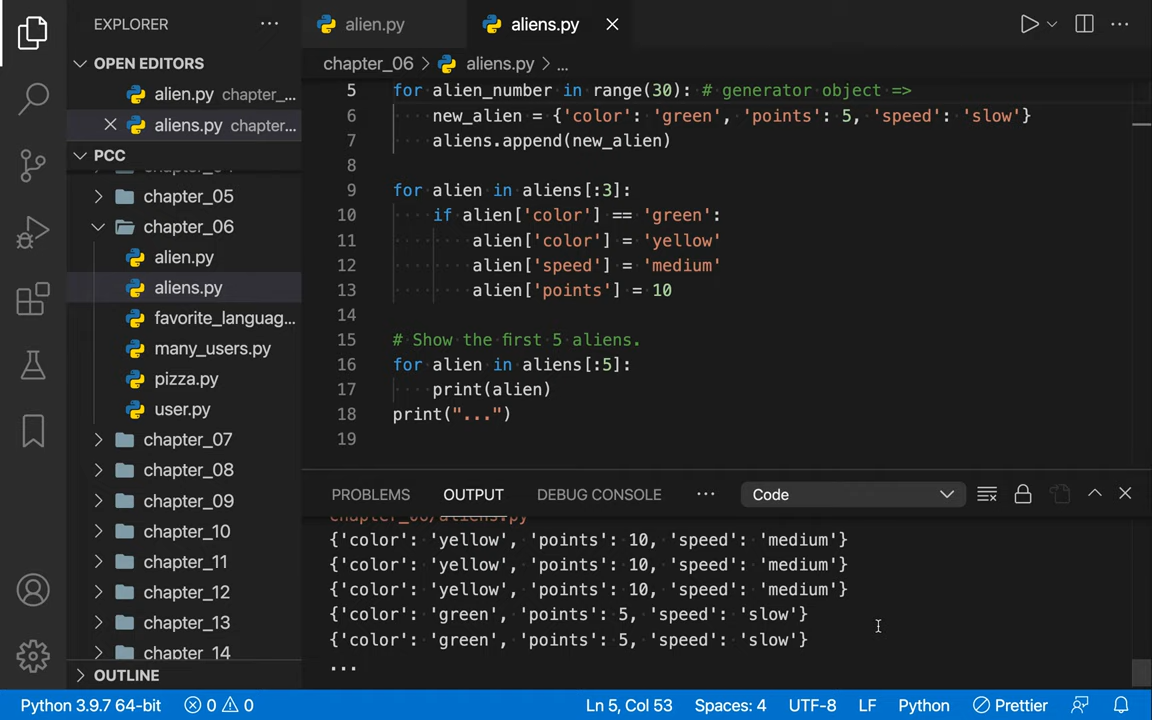 EXPLORER
···
OPEN EDITORS
alien.py chapter_...
aliens.py chapter...
PCC
chapter_05
chapter_06
alien.py
aliens.py
favorite_languag...
many_users.py
pizza.py
user.py
chapter_07
chapter_08
chapter_09
chapter_10
chapter_11
chapter_12
chapter_13
chapter_14
OUTLINE
alien.py
aliens.py
chapter_06 > aliens.py > ...
5 for alien_number in range(30): # generator object =>
6     new_alien = {'color': 'green', 'points': 5, 'speed': 'slow'}
7     aliens.append(new_alien)
8
9 for alien in aliens[:3]:
10     if alien['color'] == 'green':
11         alien['color'] = 'yellow'
12         alien['speed'] = 'medium'
13         alien['points'] = 10
14
15 # Show the first 5 aliens.
16 for alien in aliens[:5]:
17     print(alien)
18 print("...")
19
PROBLEMS OUTPUT DEBUG CONSOLE ··· Code
chapter_06/aliens.py
{'color': 'yellow', 'points': 10, 'speed': 'medium'}
{'color': 'yellow', 'points': 10, 'speed': 'medium'}
{'color': 'yellow', 'points': 10, 'speed': 'medium'}
{'color': 'green', 'points': 5, 'speed': 'slow'}
{'color': 'green', 'points': 5, 'speed': 'slow'}
...
Python 3.9.7 64-bit 0 0 Ln 5, Col 53 Spaces: 4 UTF-8 LF Python Prettier